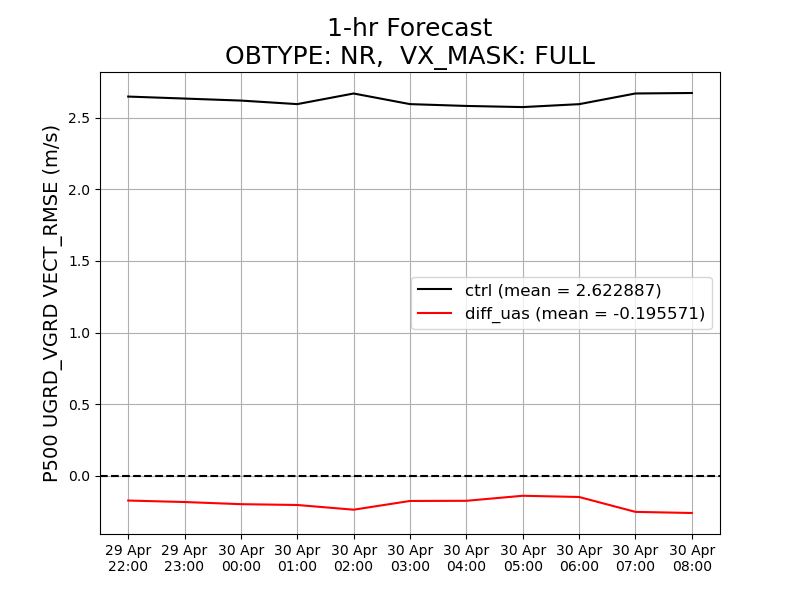 1-hr Forecast
OBTYPE: NR,  VX_MASK: FULL
P500 UGRD_VGRD VECT_RMSE (m/s)
2.5
2.0
1.5
1.0
0.5
0.0
ctrl (mean = 2.622887)
diff_uas (mean = -0.195571)
29 Apr 29 Apr 30 Apr 30 Apr 30 Apr 30 Apr 30 Apr 30 Apr 30 Apr 30 Apr 30 Apr
22:00 23:00 00:00 01:00 02:00 03:00 04:00 05:00 06:00 07:00 08:00